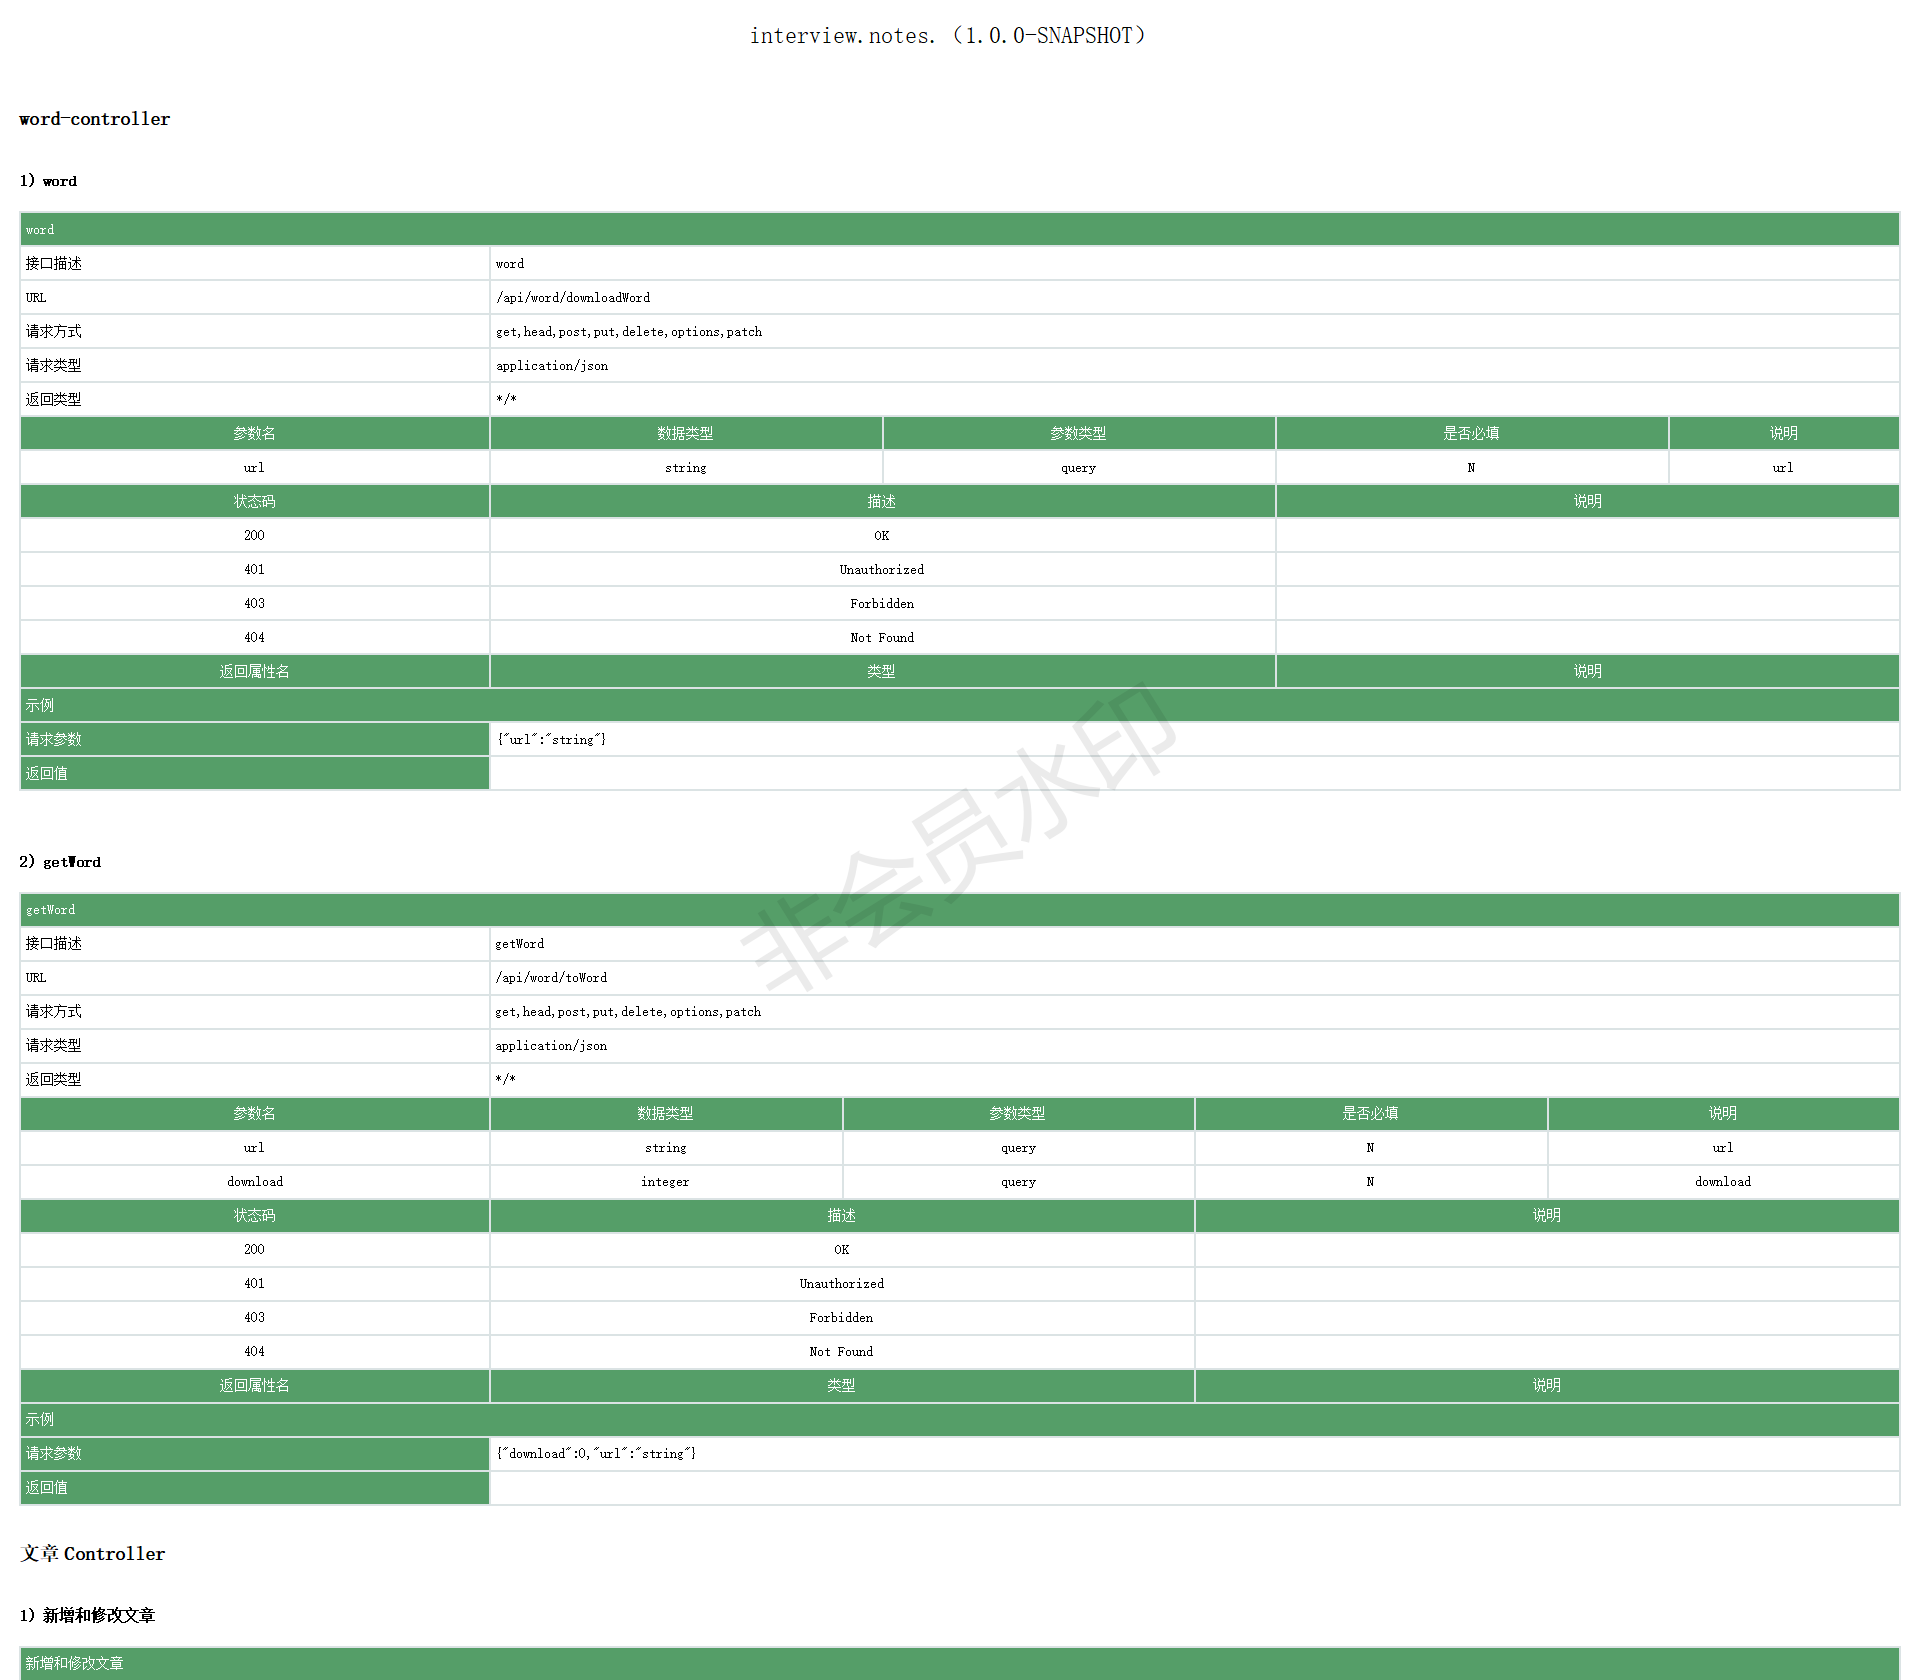 interview.notes.（1.0.0-SNAPSHOT）
word-controller
1）word
word
接口描述 word
URL /api/word/downloadWord
请求方式 get,head,post,put,delete,options,patch
请求类型 application/json
返回类型 */*
参数名 数据类型 参数类型 是否必填 说明
url string query N url
状态码 描述 说明
200 OK
401 Unauthorized
403 Forbidden
404 Not Found
返回属性名 类型 说明
示例
请求参数 {"url":"string"}
返回值
非会员水印
2）getWord
getWord
接口描述 getWord
URL /api/word/toWord
请求方式 get,head,post,put,delete,options,patch
请求类型 application/json
返回类型 */*
参数名 数据类型 参数类型 是否必填 说明
url string query N url
download integer query N download
状态码 描述 说明
200 OK
401 Unauthorized
403 Forbidden
404 Not Found
返回属性名 类型 说明
示例
请求参数 {"download":0,"url":"string"}
返回值
文章 Controller
1）新增和修改文章
新增和修改文章